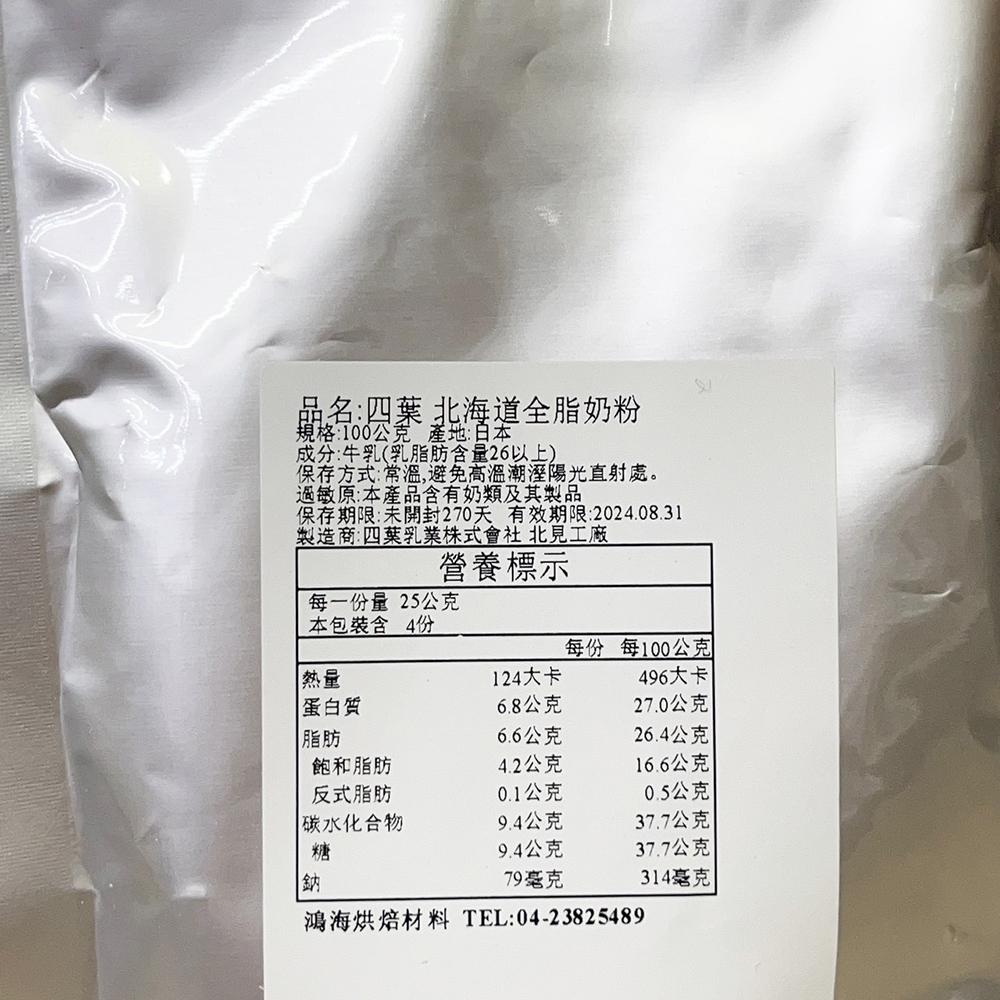 品名:四葉 北海道全脂奶粉
規格:100公克 產地:日本
成分:牛乳(乳脂肪含量26以上)
保存方式:常溫,避免高溫潮溼陽光直射處。
過敏原:本產品含有奶類及其製品
保存期限:未開封270天 有效期限:2024.08.31
製造商:四葉乳業株式會社 北見工廠
營養標示
每一份量 25公克
本包裝含 4份
每份 每100公克
熱量 124大卡 496大卡
蛋白質 6.8公克 27.0公克
脂肪 6.6公克 26.4公克
飽和脂肪 4.2公克 16.6公克
反式脂肪 0.1公克 0.5公克
碳水化合物 9.4公克 37.7公克
糖 9.4公克 37.7公克
鈉 79毫克 314毫克
鴻海烘焙材料 TEL:04-23825489